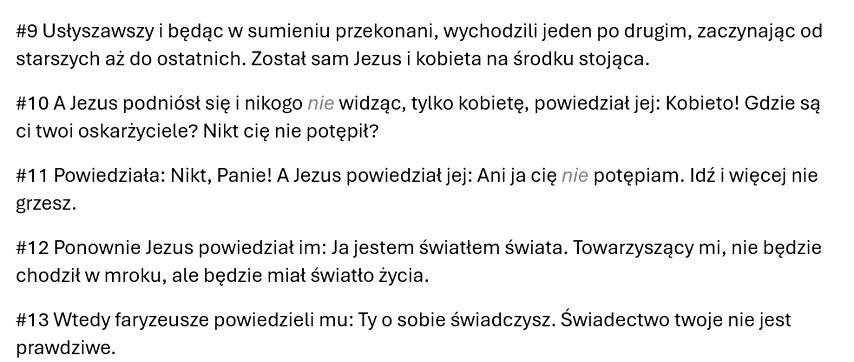 #9 Usłyszawszy i będąc w sumieniu przekonani, wychodzili jeden po drugim, zaczynając od
starszych aż do ostatnich. Został sam Jezus i kobieta na środku stojąca.
#10 A Jezus podniósł się i nikogo nie widząc, tylko kobietę, powiedział jej: Kobieto! Gdzie są
ci twoi oskarżyciele? Nikt cię nie potępił?
#11 Powiedziała: Nikt, Panie! A Jezus powiedział jej: Ani ja cię nie potępiam. Idź i więcej nie
grzesz.
#12 Ponownie Jezus powiedział im: Ja jestem światłem świata. Towarzyszący mi, nie będzie
chodził w mroku, ale będzie miał światło życia.
#13 Wtedy faryzeusze powiedzieli mu: Ty o sobie świadczysz. Świadectwo twoje nie jest
prawdziwe.